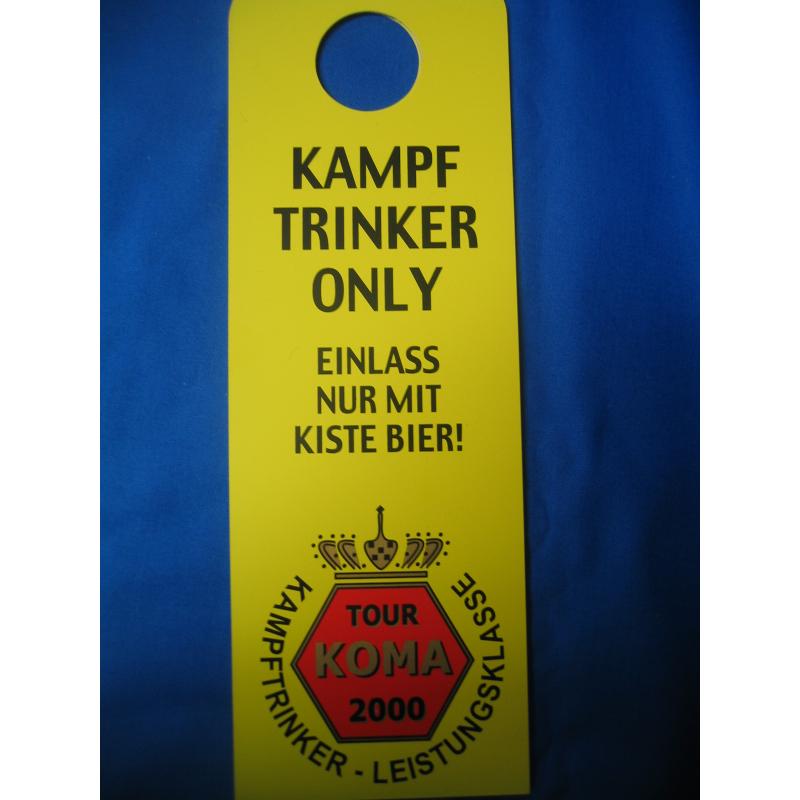 KAMPF
TRINKER
ONLY
EINLASS
NUR MIT
KISTE BIER!
TOUR
KOMA
2000
KAMPFTRINKER - LEISTUNGSKLASSE